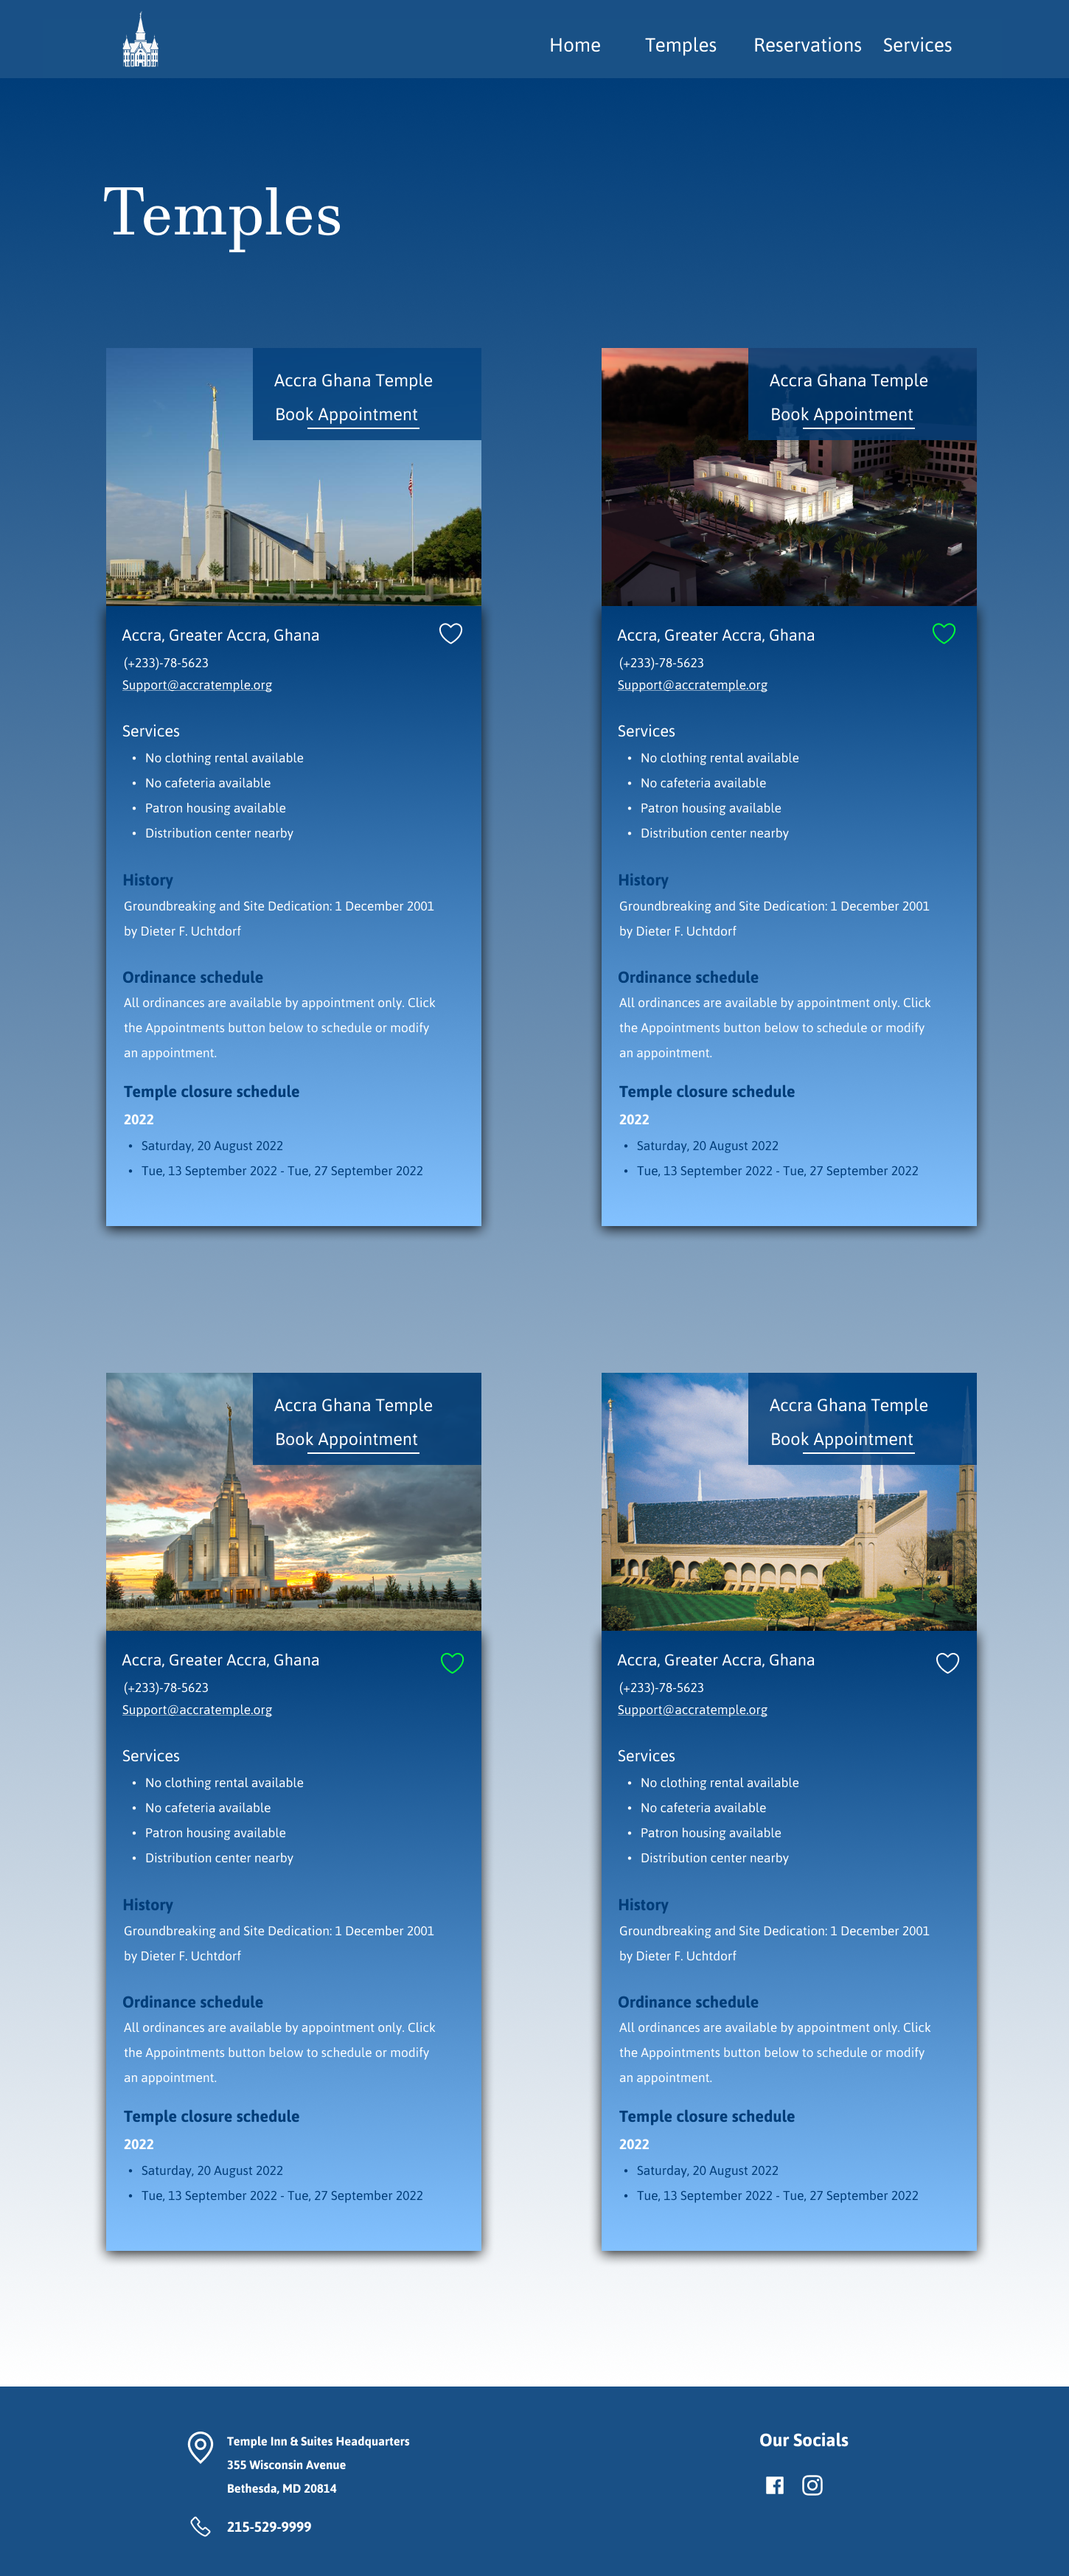 Home Temples Reservations Services
Temples
Accra Ghana Temple
Book Appointment
Accra, Greater Accra, Ghana
(+233)-78-5623
Support@accratemple.org
Services
• No clothing rental available
• No cafeteria available
• Patron housing available
• Distribution center nearby
History
Groundbreaking and Site Dedication: 1 December 2001
by Dieter F. Uchtdorf
Ordinance schedule
All ordinances are available by appointment only. Click
the Appointments button below to schedule or modify
an appointment.
Temple closure schedule
2022
• Saturday, 20 August 2022
• Tue, 13 September 2022 - Tue, 27 September 2022
Accra Ghana Temple
Book Appointment
Accra, Greater Accra, Ghana
(+233)-78-5623
Support@accratemple.org
Services
• No clothing rental available
• No cafeteria available
• Patron housing available
• Distribution center nearby
History
Groundbreaking and Site Dedication: 1 December 2001
by Dieter F. Uchtdorf
Ordinance schedule
All ordinances are available by appointment only. Click
the Appointments button below to schedule or modify
an appointment.
Temple closure schedule
2022
• Saturday, 20 August 2022
• Tue, 13 September 2022 - Tue, 27 September 2022
Accra Ghana Temple
Book Appointment
Accra, Greater Accra, Ghana
(+233)-78-5623
Support@accratemple.org
Services
• No clothing rental available
• No cafeteria available
• Patron housing available
• Distribution center nearby
History
Groundbreaking and Site Dedication: 1 December 2001
by Dieter F. Uchtdorf
Ordinance schedule
All ordinances are available by appointment only. Click
the Appointments button below to schedule or modify
an appointment.
Temple closure schedule
2022
• Saturday, 20 August 2022
• Tue, 13 September 2022 - Tue, 27 September 2022
Accra Ghana Temple
Book Appointment
Accra, Greater Accra, Ghana
(+233)-78-5623
Support@accratemple.org
Services
• No clothing rental available
• No cafeteria available
• Patron housing available
• Distribution center nearby
History
Groundbreaking and Site Dedication: 1 December 2001
by Dieter F. Uchtdorf
Ordinance schedule
All ordinances are available by appointment only. Click
the Appointments button below to schedule or modify
an appointment.
Temple closure schedule
2022
• Saturday, 20 August 2022
• Tue, 13 September 2022 - Tue, 27 September 2022
Temple Inn & Suites Headquarters
355 Wisconsin Avenue
Bethesda, MD 20814
215-529-9999
Our Socials